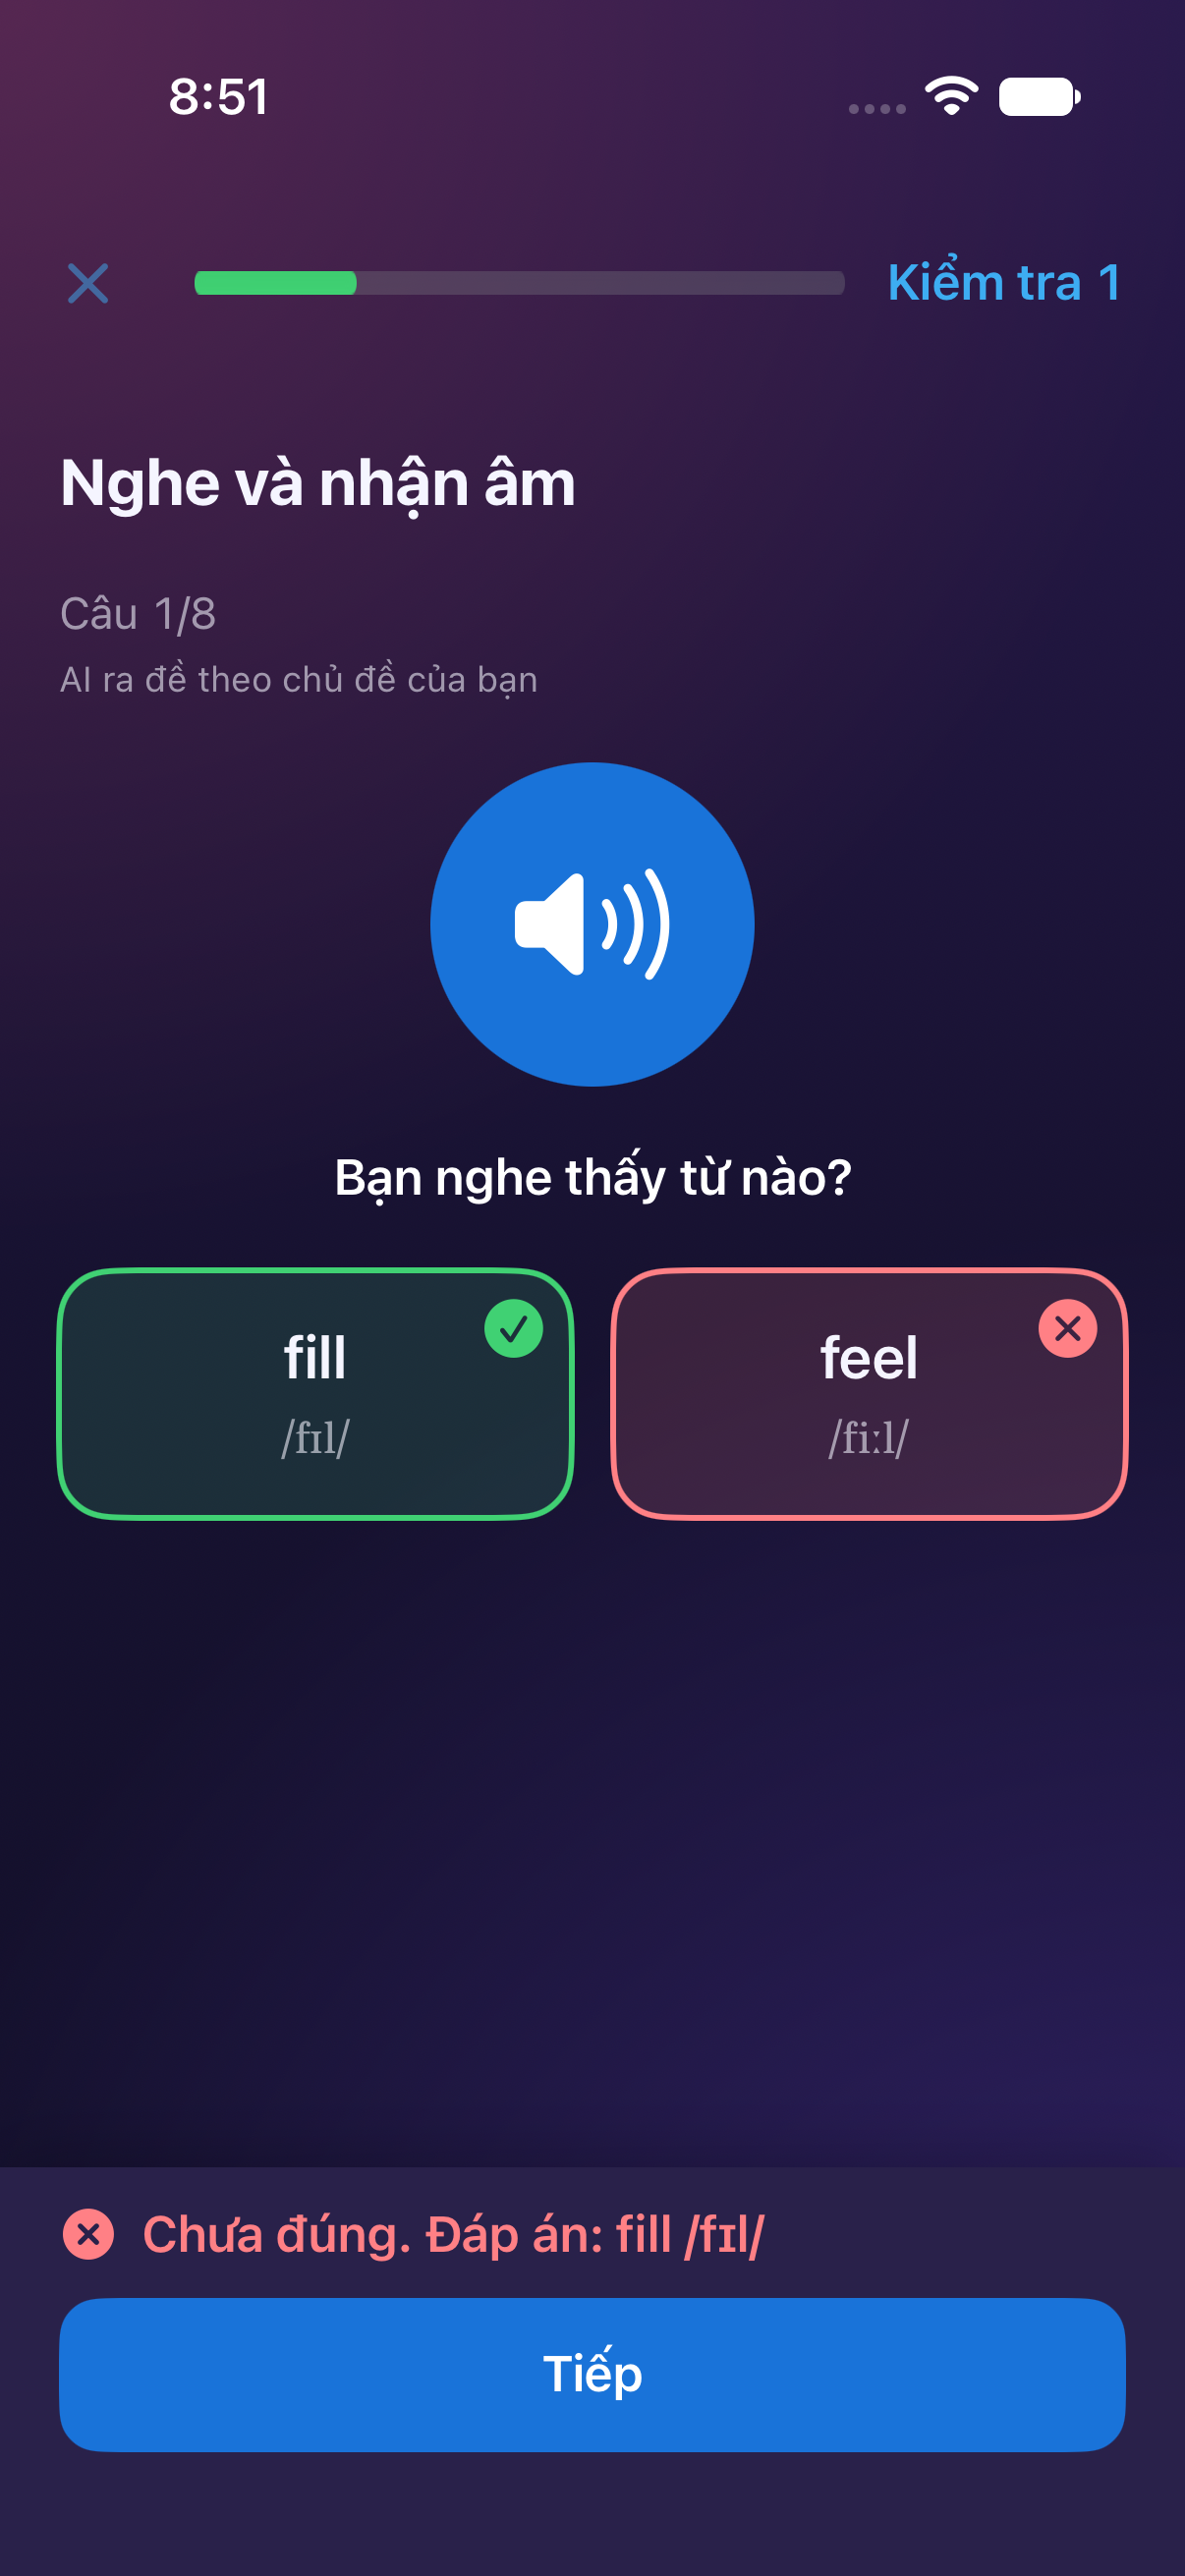 8:51
Kiểm tra 1
Nghe và nhận âm
Câu 1/8
AI ra đề theo chủ đề của bạn
Bạn nghe thấy từ nào?
fill
/fɪl/
feel
/fiːl/
Chưa đúng. Đáp án: fill /fɪl/
Tiếp